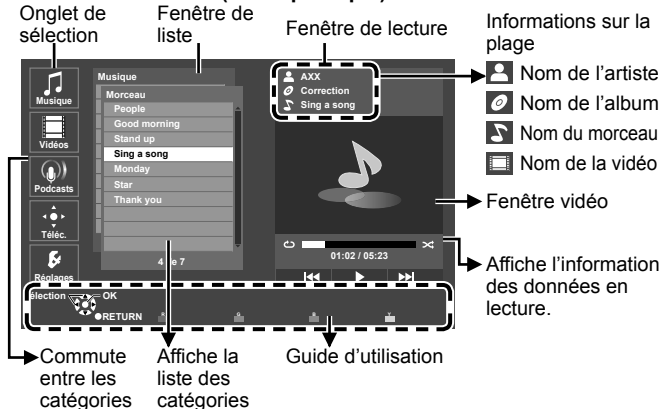 Onglet de
sélection
Fenêtre de
liste
Fenêtre de lecture
Informations sur la
plage
Nom de l'artiste
Nom de l'album
Nom du morceau
Nom de la vidéo
Fenêtre vidéo
Affiche l'information
des données en
lecture.
Musique
Vidéos
Podcasts
Téléc.
Réglages
Musique
Morceau
People
Good morning
Stand up
Sing a song
Monday
Star
Thank you
4 de 7
AXX
Correction
Sing a song
01:02 / 05:23
élection
OK
RETURN
Commute
entre les
catégories
Affiche la
liste des
catégories
Guide d'utilisation